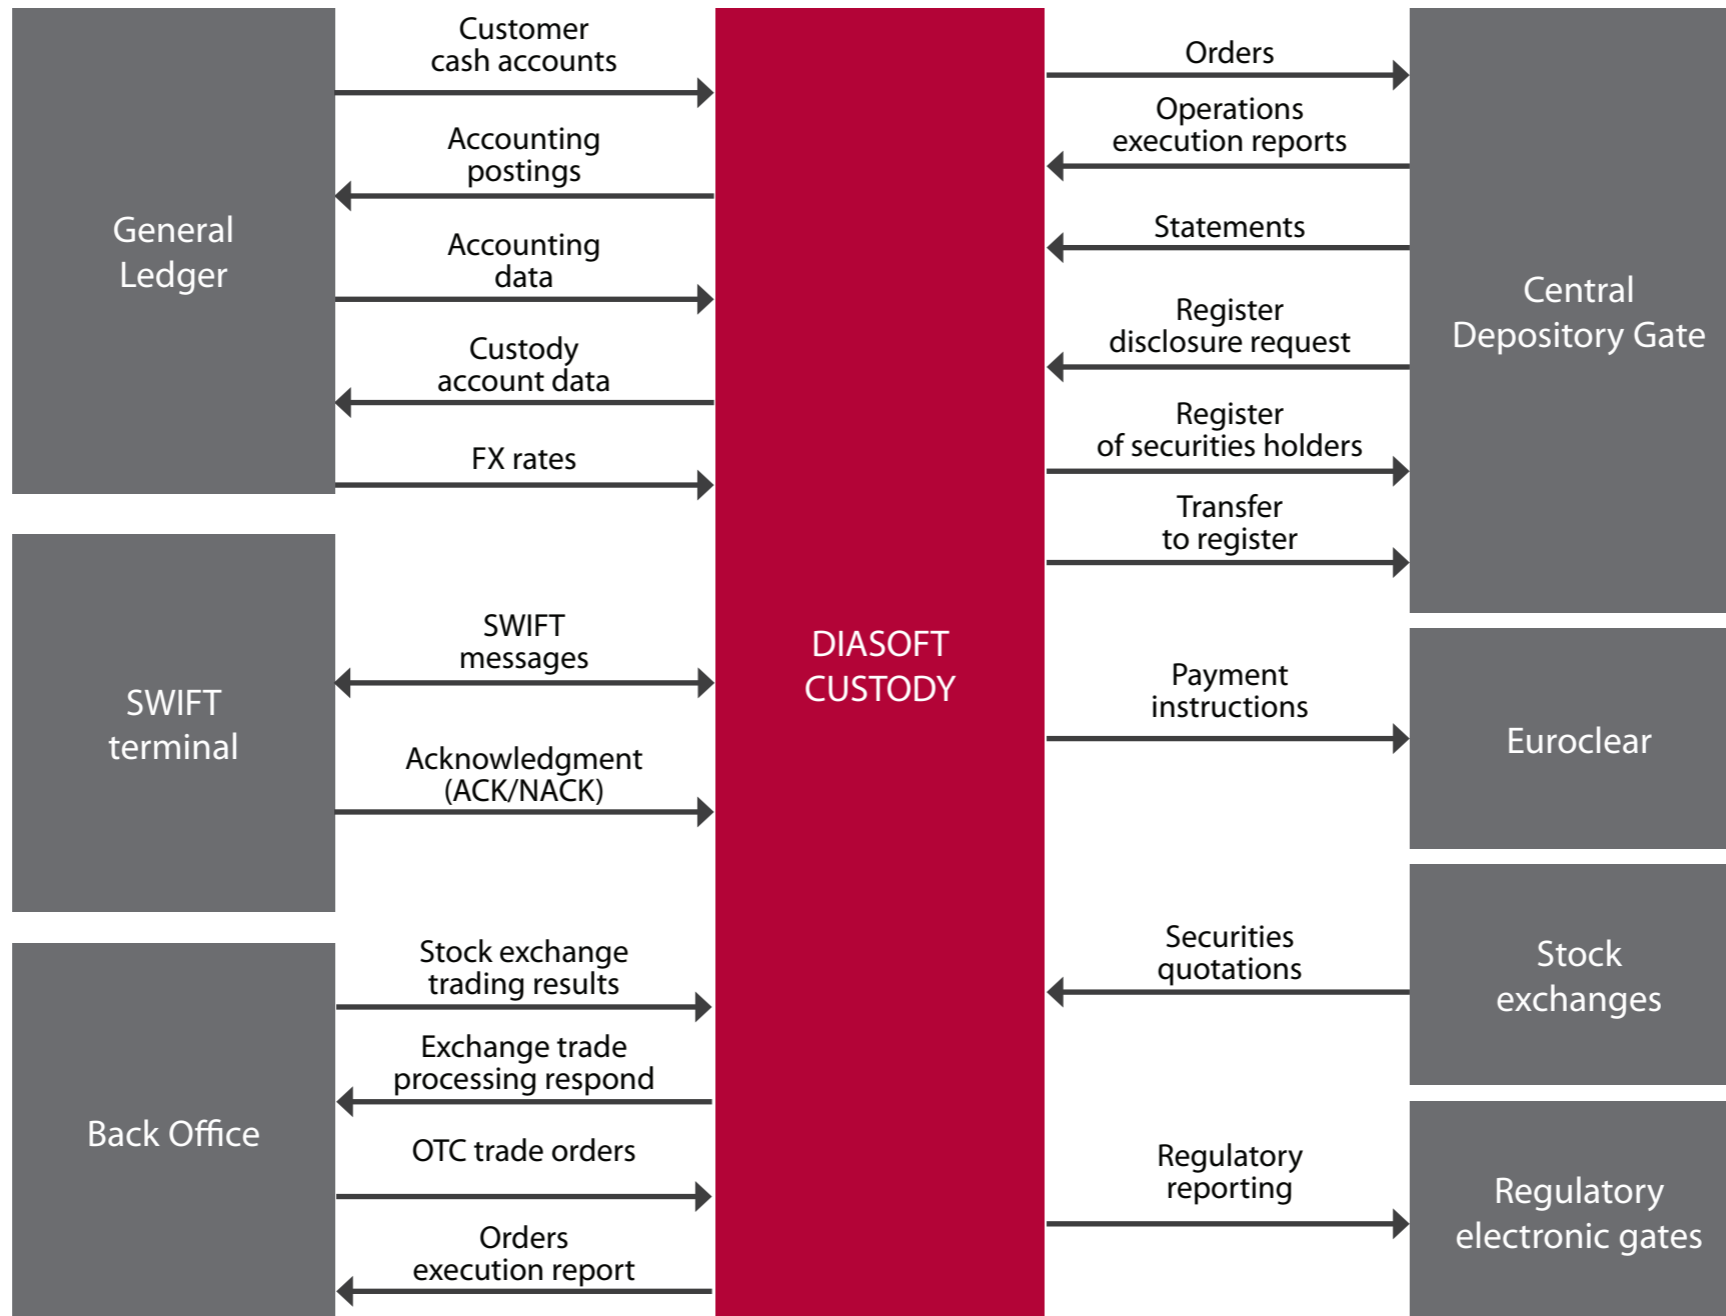 General
Ledger
Customer
cash accounts
Accounting
postings
Accounting
data
Custody
account data
FX rates
SWIFT
terminal
SWIFT
messages
Acknowledgment
(ACK/NACK)
Back Office
Stock exchange
trading results
Exchange trade
processing respond
OTC trade orders
Orders
execution report
DIASOFT
CUSTODY
Orders
Operations
execution reports
Statements
Register
disclosure request
Register
of securities holders
Transfer
to register
Central
Depository Gate
Payment
instructions
Euroclear
Securities
quotations
Stock
exchanges
Regulatory
reporting
Regulatory
electronic gates